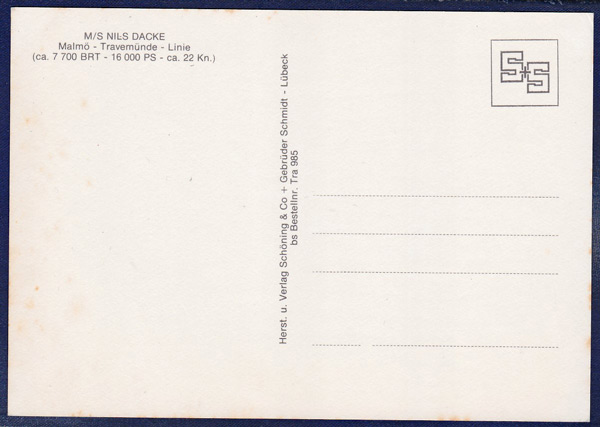 M/S NILS DACKE
Malmö - Travemünde - Linie
(ca. 7 700 BRT - 16 000 PS - ca. 22 Kn.)
Herst. u. Verlag Schöning & Co + Gebrüder Schmidt - Lübeck
bs Bestellnr. Tra 985
S+S